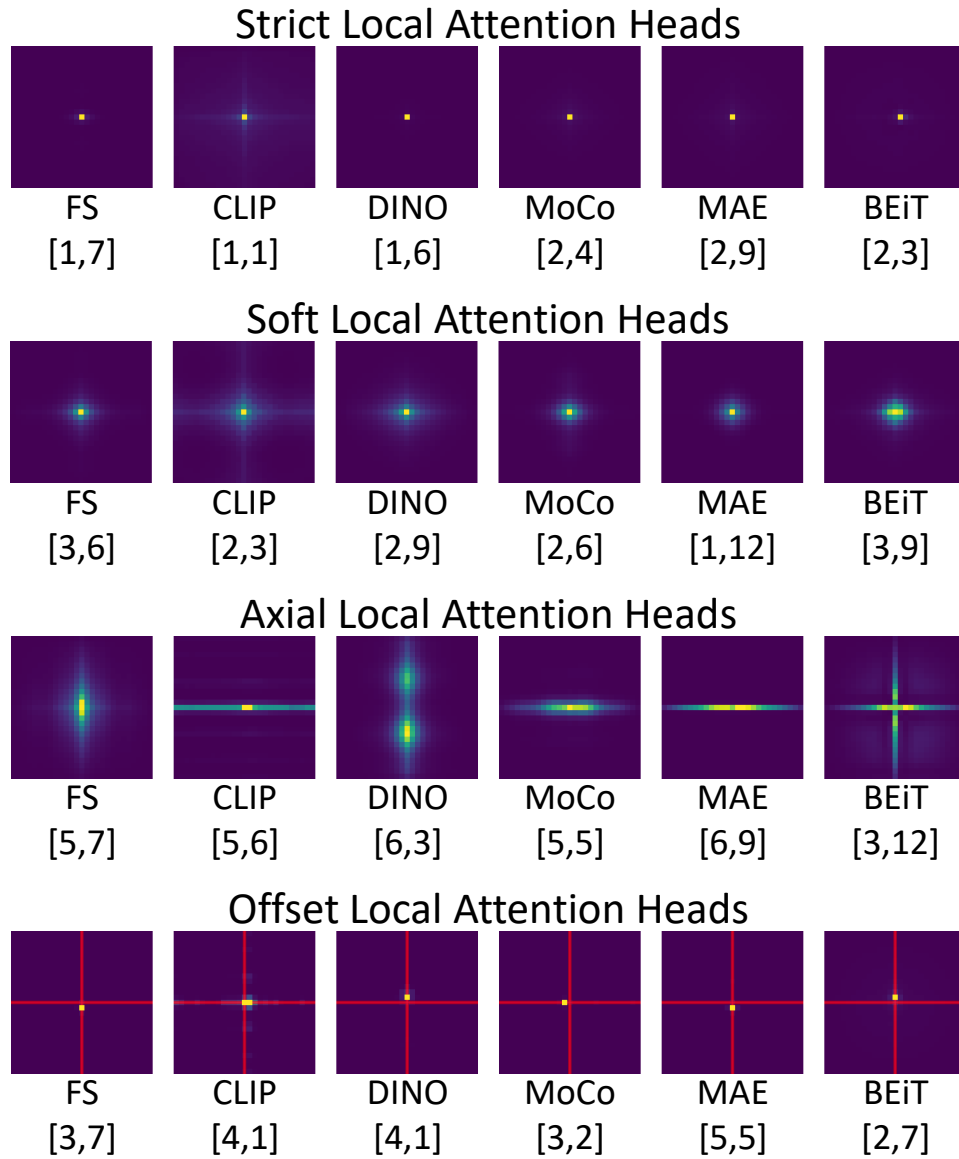 Strict Local Attention Heads
FS CLIP DINO MoCo MAE BEiT
[1,7] [1,1] [1,6] [2,4] [2,9] [2,3]
Soft Local Attention Heads
FS CLIP DINO MoCo MAE BEiT
[3,6] [2,3] [2,9] [2,6] [1,12] [3,9]
Axial Local Attention Heads
FS CLIP DINO MoCo MAE BEiT
[5,7] [5,6] [6,3] [5,5] [6,9] [3,12]
Offset Local Attention Heads
FS CLIP DINO MoCo MAE BEiT
[3,7] [4,1] [4,1] [3,2] [5,5] [2,7]